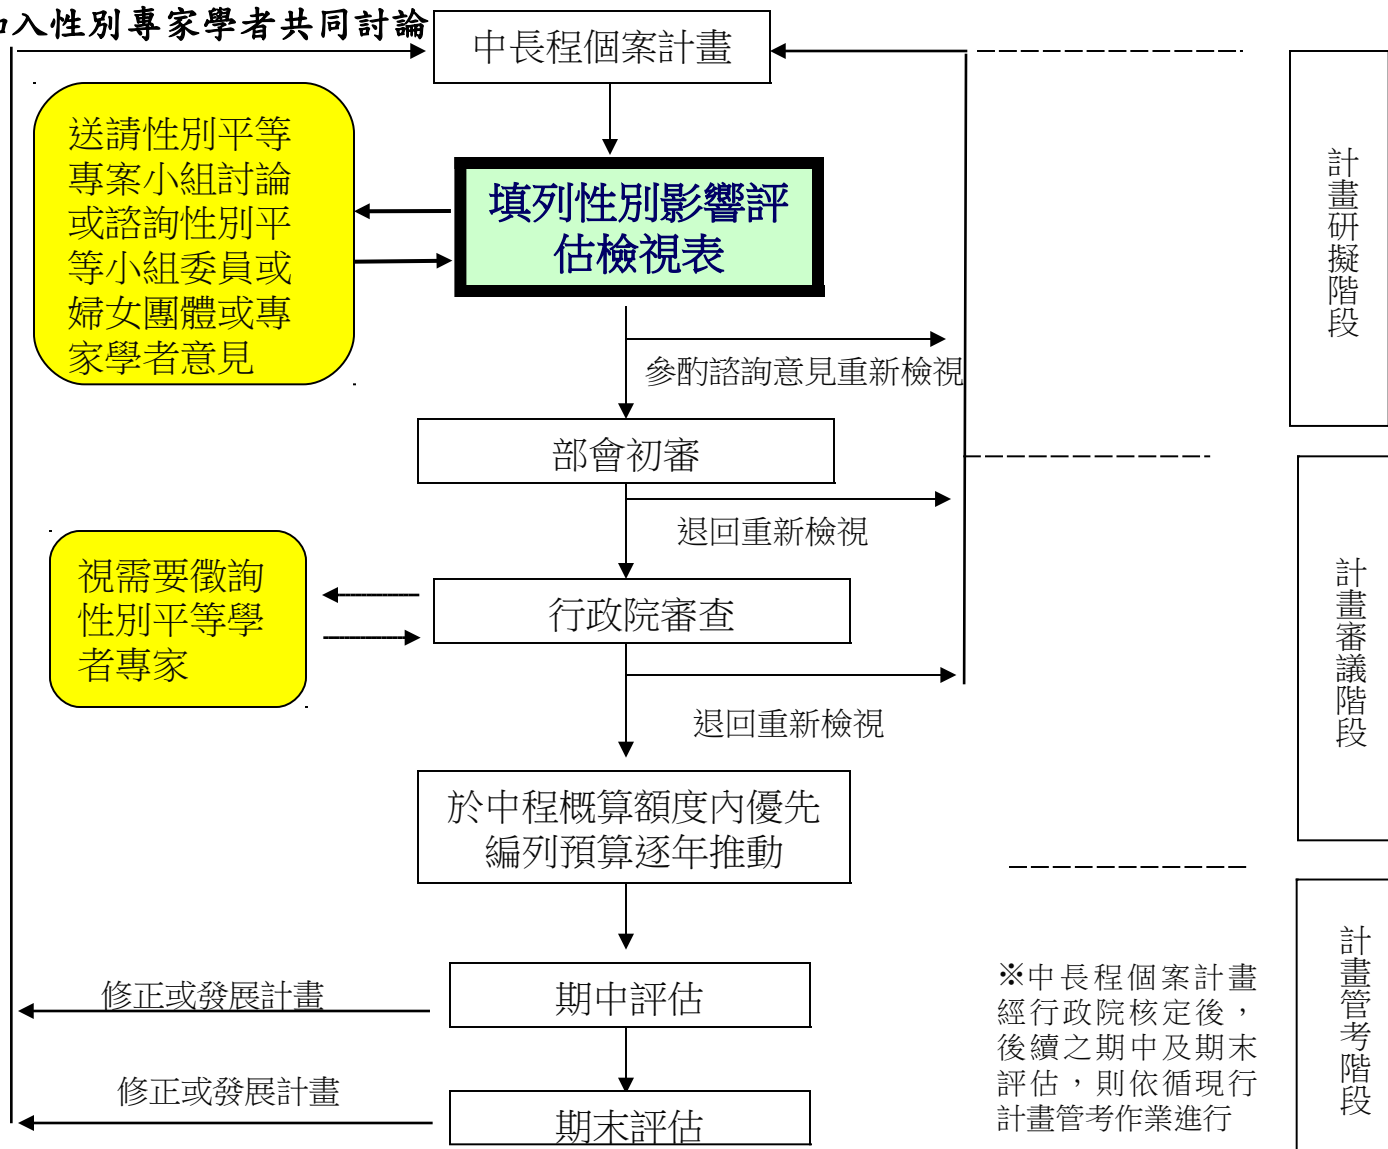 加入性別專家學者共同討論
中長程個案計畫
送請性別平等
專案小組討論
或諮詢性別平
等小組委員或
婦女團體或專
家學者意見
填列性別影響評
估檢視表
計畫研擬階段
參酌諮詢意見重新檢視
部會初審
退回重新檢視
視需要徵詢
性別平等學
者專家
行政院審查
計畫審議階段
退回重新檢視
於中程概算額度內優先
編列預算逐年推動
※中長程個案計畫
經行政院核定後，
後續之期中及期末
評估，則依循現行
計畫管考作業進行
計畫管考階段
修正或發展計畫
期中評估
修正或發展計畫
期末評估